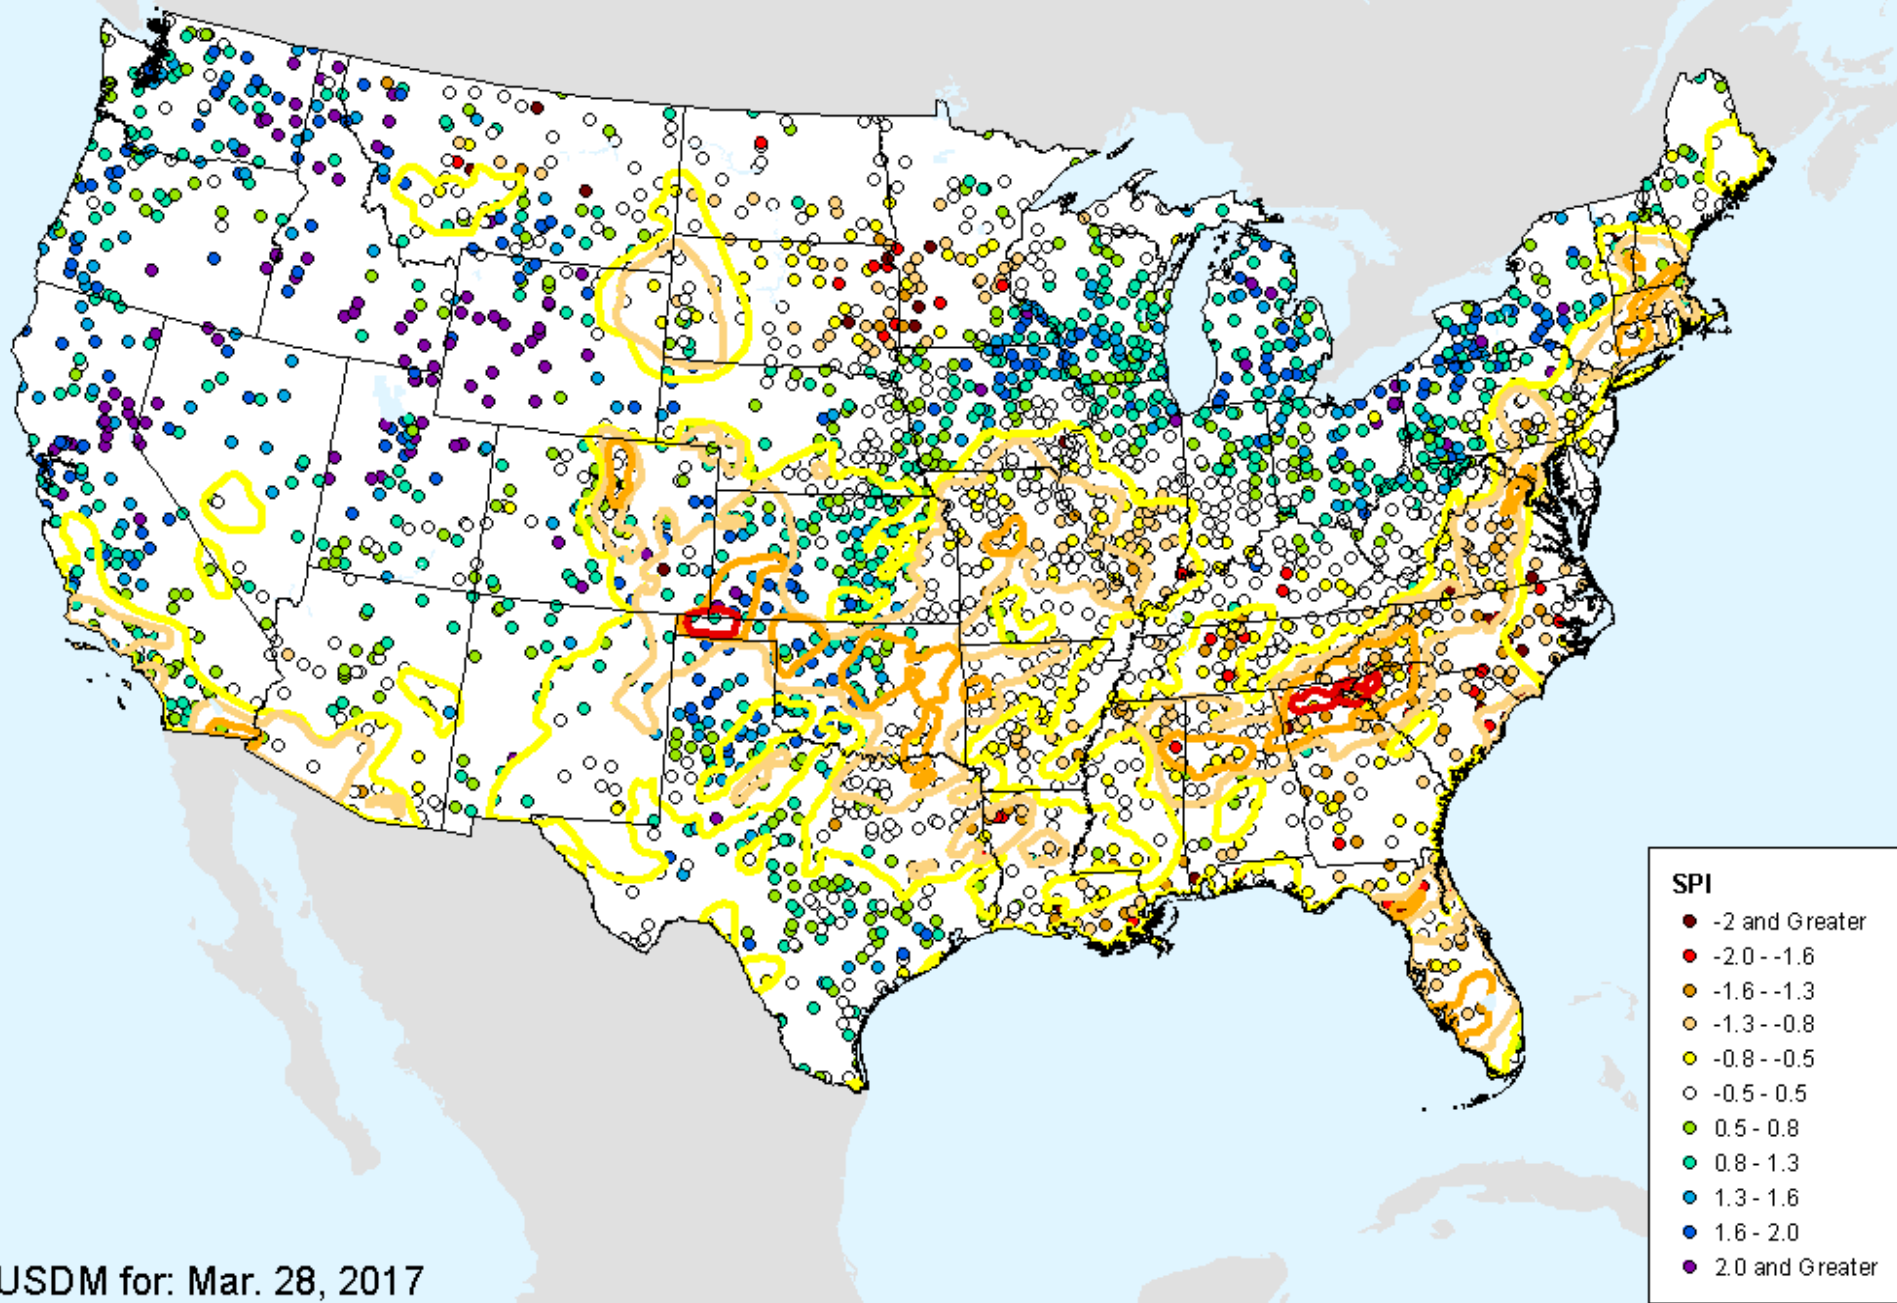 SPI
-2 and Greater
-2.0 - -1.6
-1.6 - -1.3
-1.3 - -0.8
-0.8 - -0.5
-0.5 - 0.5
0.5 - 0.8
0.8 - 1.3
1.3 - 1.6
1.6 - 2.0
2.0 and Greater
USDM for: Mar. 28, 2017